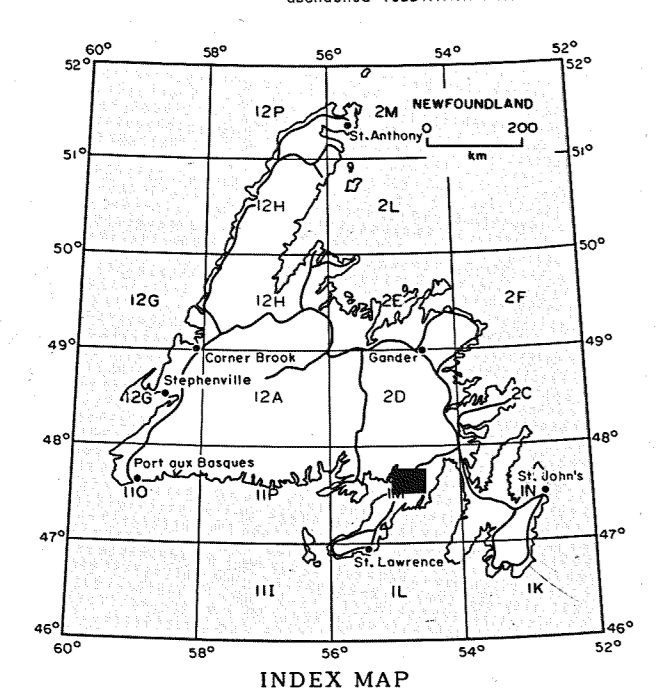 60° 58° 56° 54° 52°
52° 52°
12P 2M NEWFOUNDLAND
St. Anthony 0 200
km
51° 51°
12H 2L
50° 50°
12G 12H 2E 2F
49° 49°
Corner Brook Gander
Stephenville
12G 12A 2D 2C
48° 48°
Port aux Basques St. John's
11O 11P 1M 1N
47° 47°
St. Lawrence
1I 1L 1K
46° 46°
60° 58° 56° 54° 52°
INDEX MAP